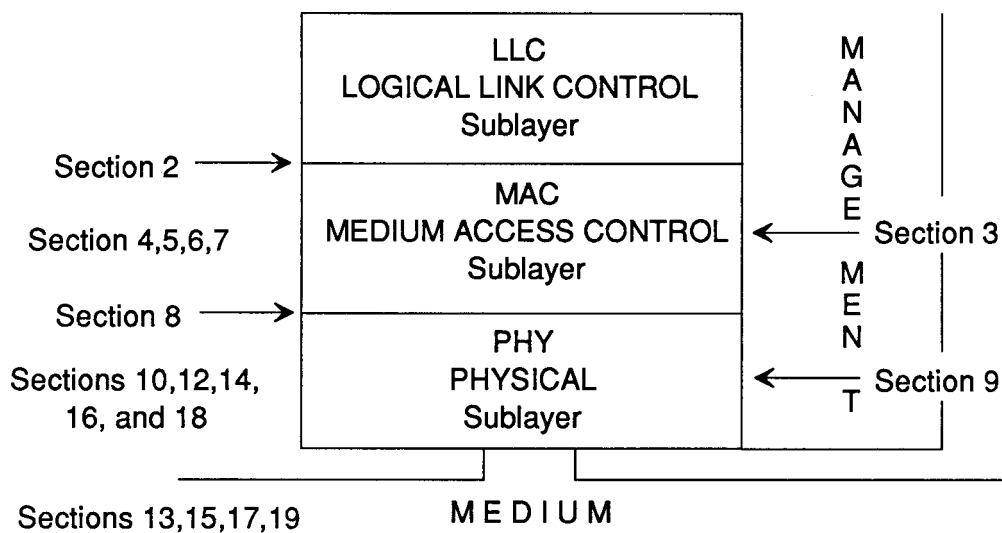 LLC
LOGICAL LINK CONTROL
Sublayer
Section 2
MAC
MEDIUM ACCESS CONTROL
Sublayer
Section 4,5,6,7
Section 3
Section 8
PHY
PHYSICAL
Sublayer
Sections 10,12,14,
16, and 18
Section 9
MANAGEMENT
MEDIUM
Sections 13,15,17,19